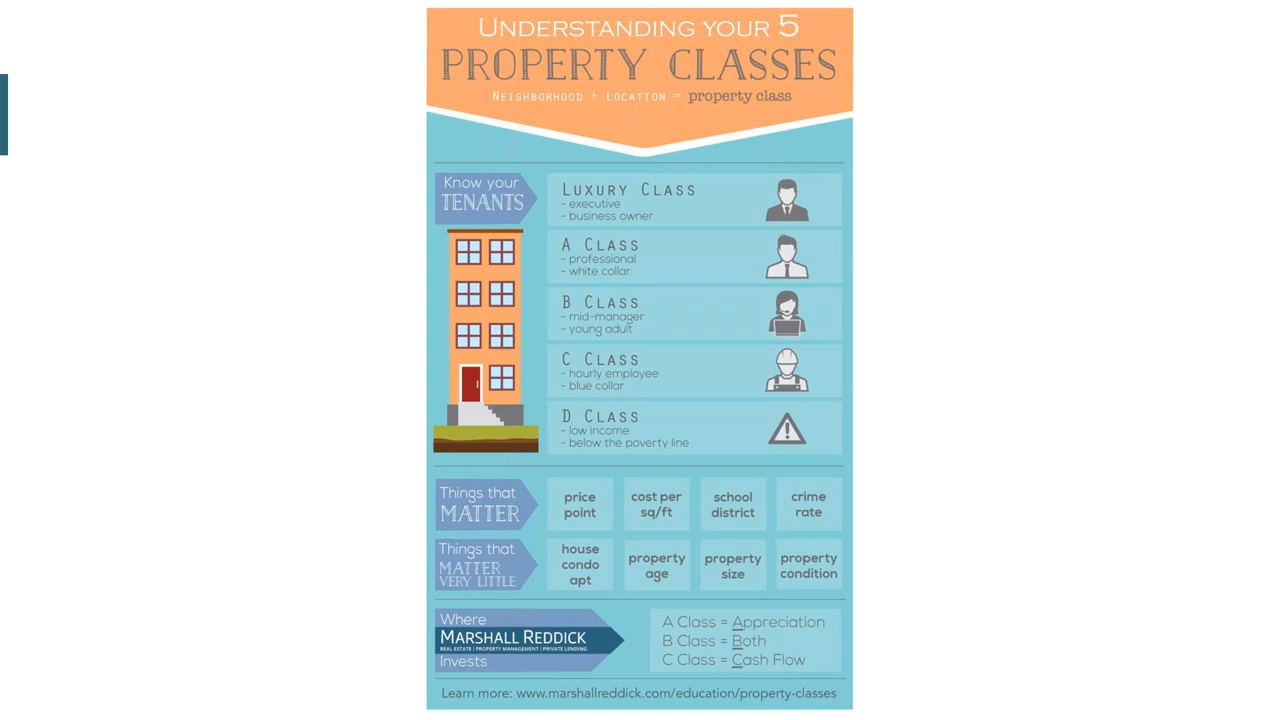 UNDERSTANDING YOUR 5
PROPERTY CLASSES
NEIGHBORHOOD + LOCATION = property class
Know your
TENANTS
LUXURY CLASS
- executive
- business owner
A CLASS
- professional
- white collar
B CLASS
- mid-manager
- young adult
C CLASS
- hourly employee
- blue collar
D CLASS
- low income
- below the poverty line
Things that
MATTER
price
point
cost per
sq/ft
school
district
crime
rate
Things that
MATTER
VERY LITTLE
house
condo
apt
property
age
property
size
property
condition
Where
MARSHALL REDDICK
REAL ESTATE | PROPERTY MANAGEMENT | PRIVATE LENDING
Invests
A Class = Appreciation
B Class = Both
C Class = Cash Flow
Learn more: www.marshallreddick.com/education/property-classes